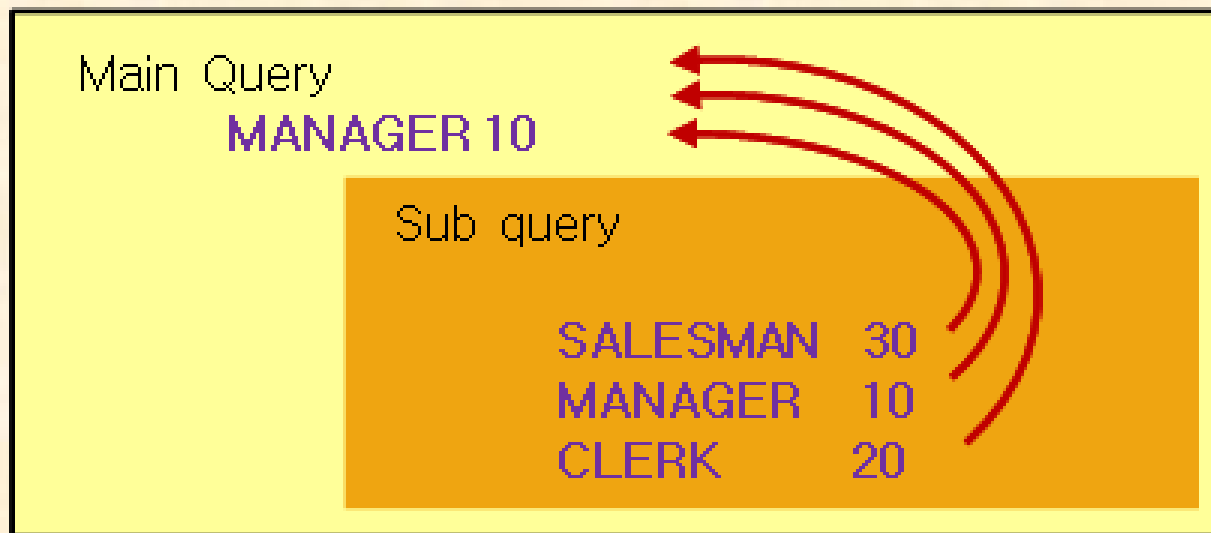 Main Query
MANAGER 10
Sub query
SALESMAN 30
MANAGER 10
CLERK 20